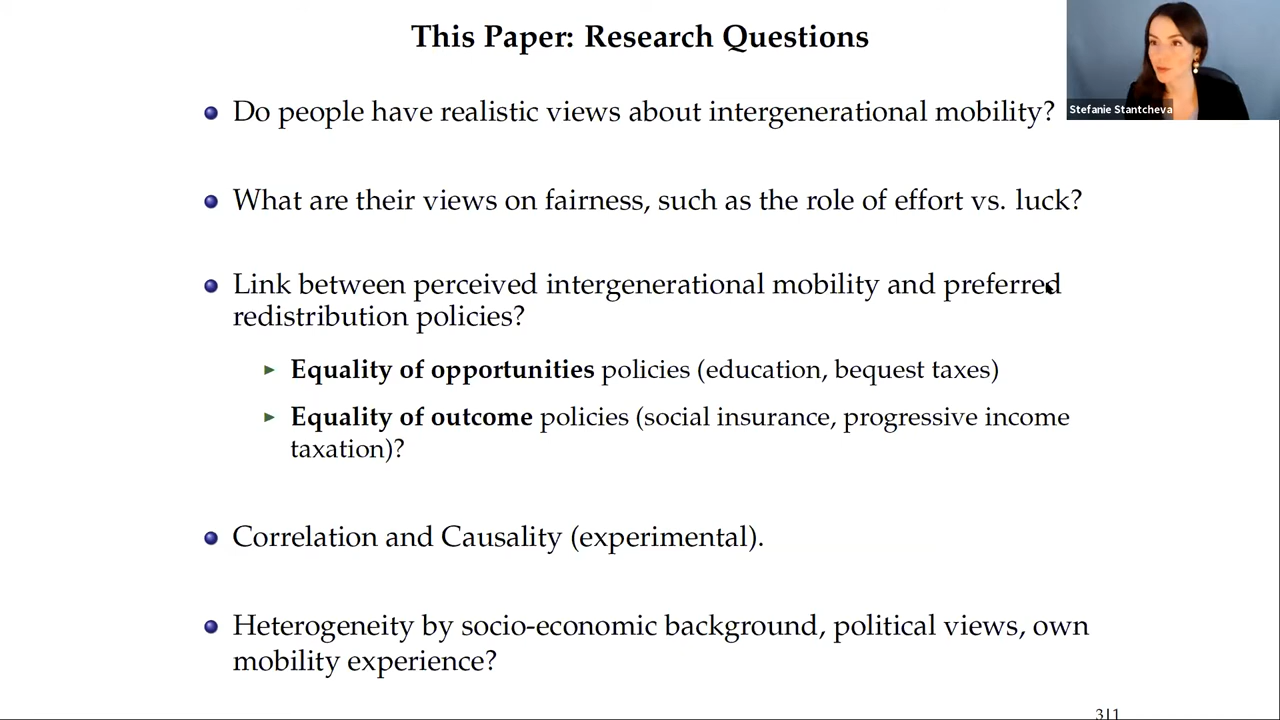 This Paper: Research Questions
Stefanie Stantcheva
Do people have realistic views about intergenerational mobility?
What are their views on fairness, such as the role of effort vs. luck?
Link between perceived intergenerational mobility and preferred
redistribution policies?
Equality of opportunities policies (education, bequest taxes)
Equality of outcome policies (social insurance, progressive income
taxation)?
Correlation and Causality (experimental).
Heterogeneity by socio-economic background, political views, own
mobility experience?
311